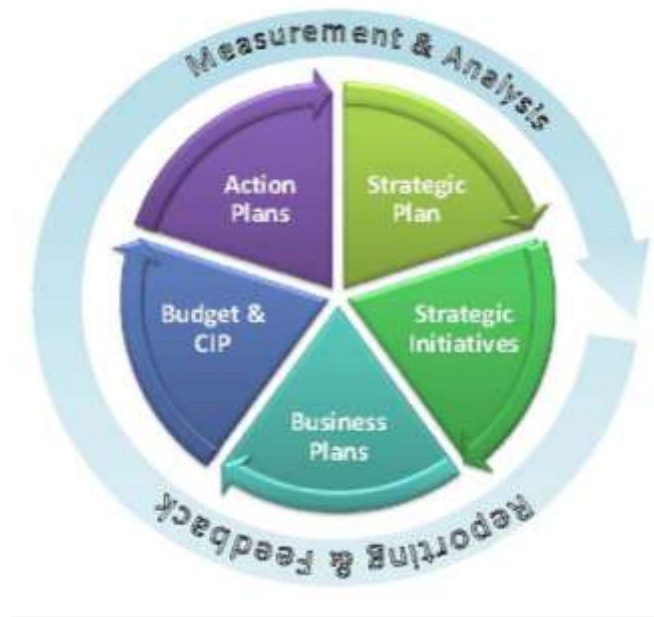 Measurement & Analysis
Action
Plans
Strategic
Plan
Budget &
CIP
Strategic
Initiatives
Business
Plans
Reporting & Feedback